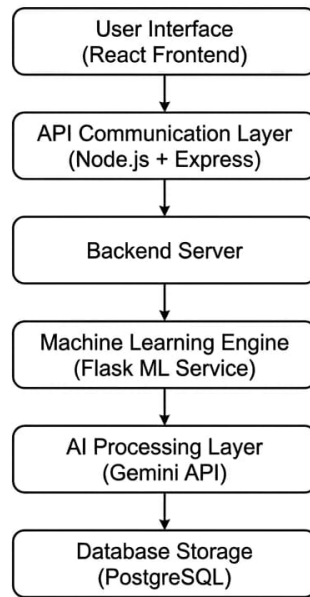 User Interface
(React Frontend)
API Communication Layer
(Node.js + Express)
Backend Server
Machine Learning Engine
(Flask ML Service)
AI Processing Layer
(Gemini API)
Database Storage
(PostgreSQL)